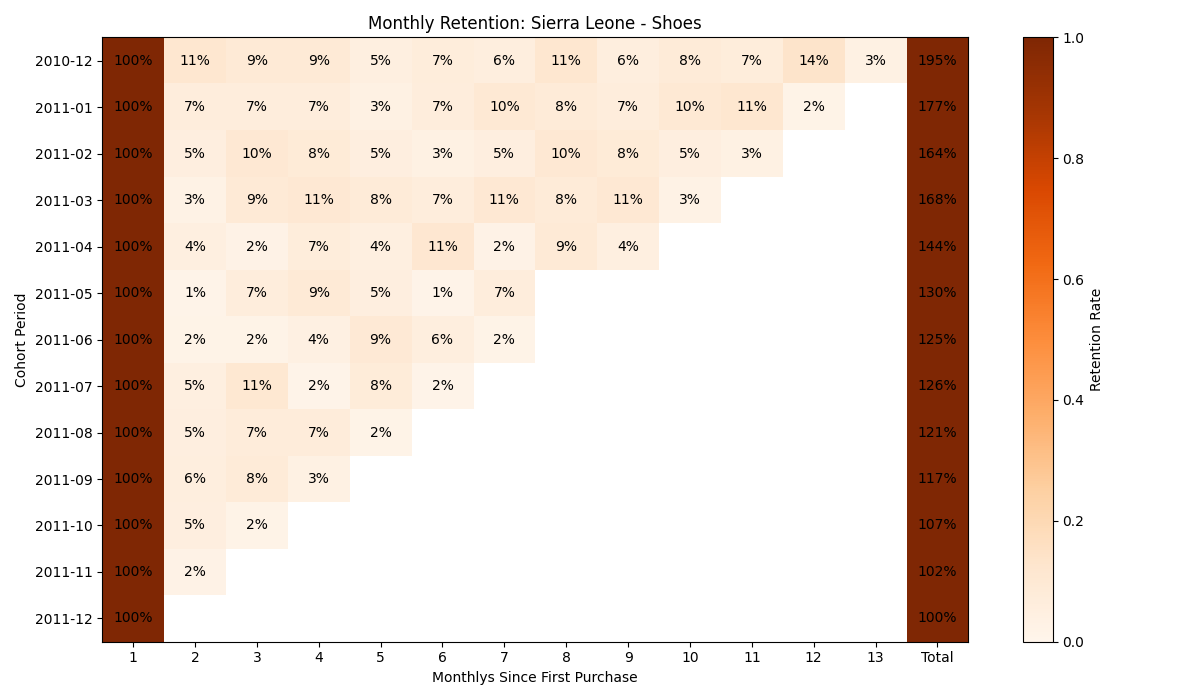 Monthly Retention: Sierra Leone - Shoes
2010-12 100% 11% 9% 9% 5% 7% 6% 11% 6% 8% 7% 14% 3% 195%
2011-01 100% 7% 7% 7% 3% 7% 10% 8% 7% 10% 11% 2% 177%
2011-02 100% 5% 10% 8% 5% 3% 5% 10% 8% 5% 3% 164%
2011-03 100% 3% 9% 11% 8% 7% 11% 8% 11% 3% 168%
2011-04 100% 4% 2% 7% 4% 11% 2% 9% 4% 144%
2011-05 100% 1% 7% 9% 5% 1% 7% 130%
2011-06 100% 2% 2% 4% 9% 6% 2% 125%
2011-07 100% 5% 11% 2% 8% 2% 126%
2011-08 100% 5% 7% 7% 2% 121%
2011-09 100% 6% 8% 3% 117%
2011-10 100% 5% 2% 107%
2011-11 100% 2% 102%
2011-12 100% 100%
1 2 3 4 5 6 7 8 9 10 11 12 13 Total
Monthlys Since First Purchase
Cohort Period
1.0
0.8
0.6
0.4
0.2
0.0
Retention Rate